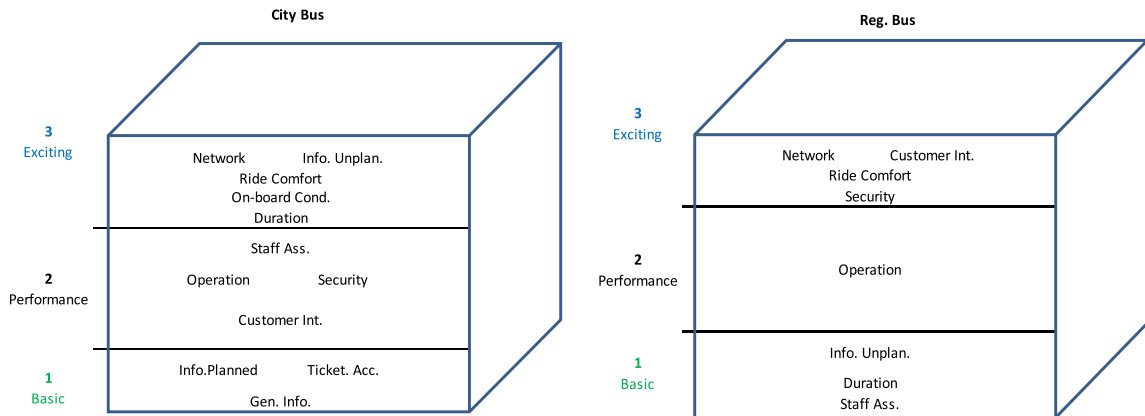 City Bus
3
Exciting
Network Info. Unplan.
Ride Comfort
On-board Cond.
Duration
2
Performance
Staff Ass.
Operation Security
Customer Int.
1
Basic
Info.Planned Ticket. Acc.
Gen. Info.
Reg. Bus
3
Exciting
Network Customer Int.
Ride Comfort
Security
2
Performance
Operation
1
Basic
Info. Unplan.
Duration
Staff Ass.